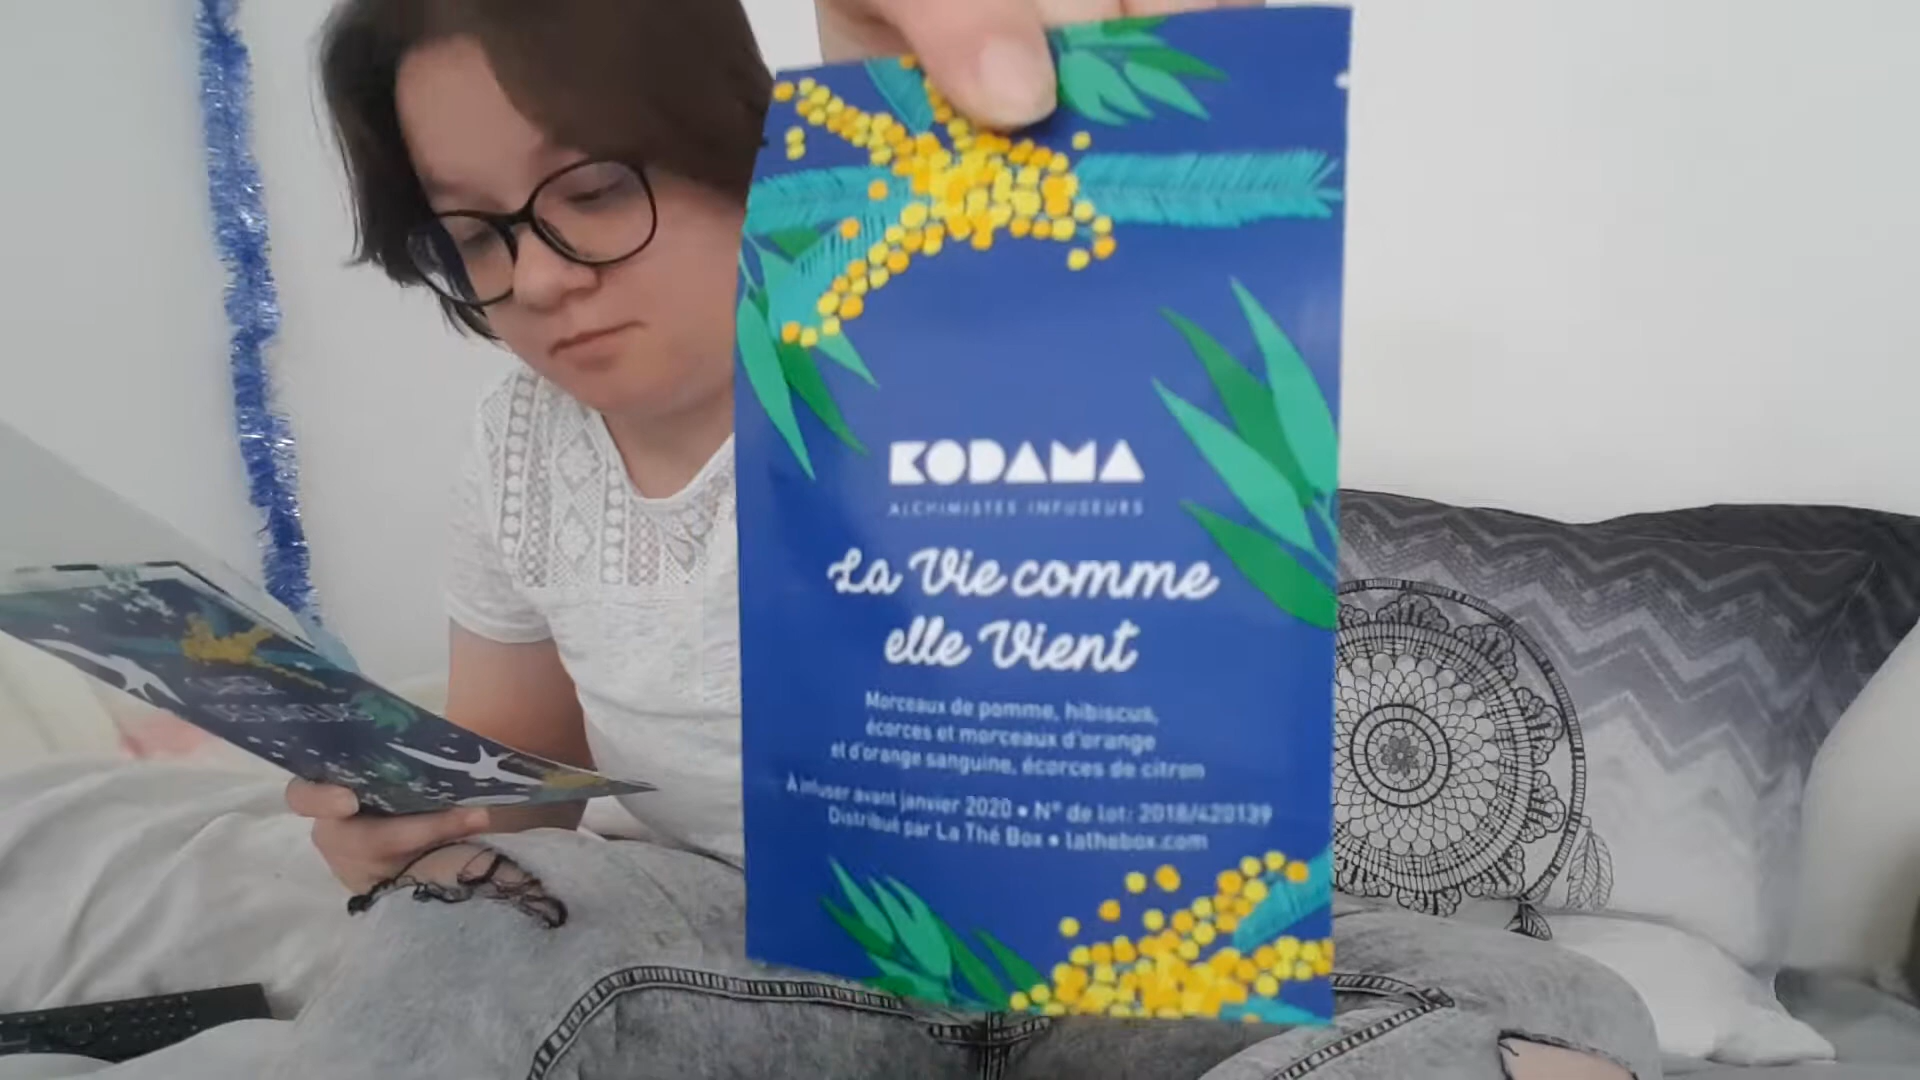 KODAMA
ALCHIMISTES INFUSEURS
La Vie comme
elle Vient
Morceaux de pomme, hibiscus,
écorces et morceaux d'orange
et d'orange sanguine, écorces de citron
À infuser avant janvier 2020 • N° de lot: 2018/420139
Distribué par La Thé Box • lathebox.com